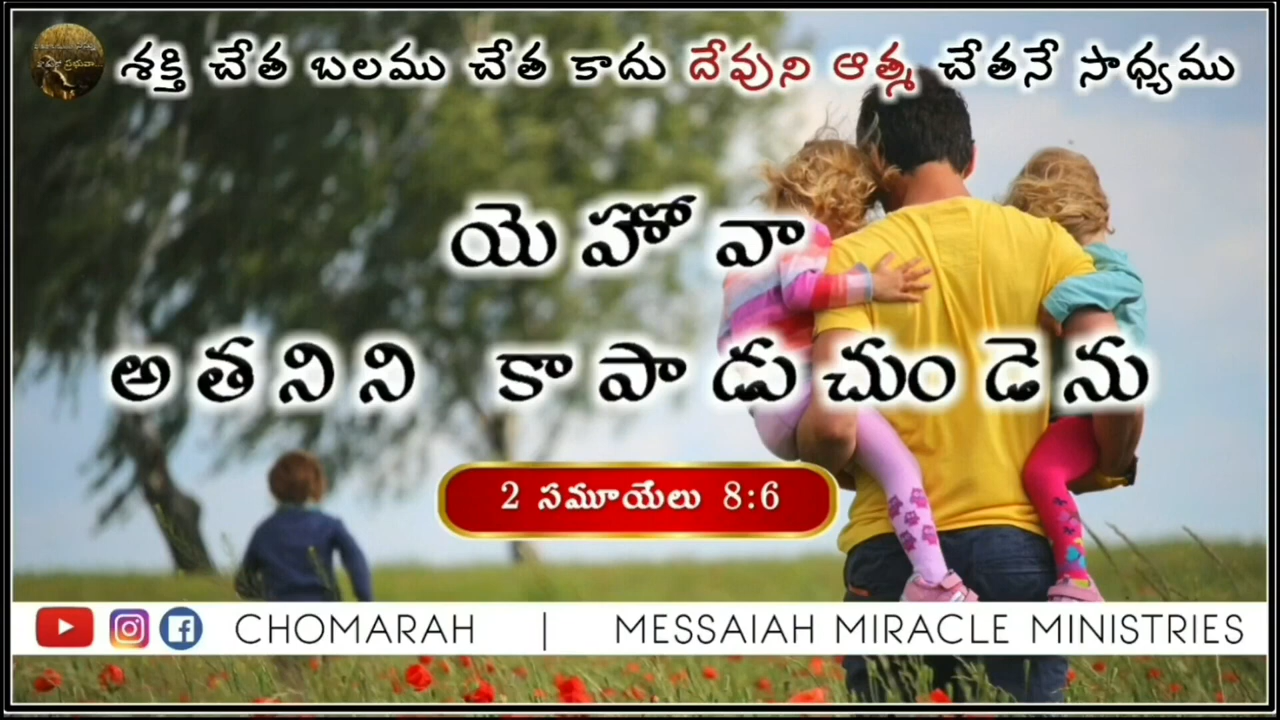 శక్తి చేత బలము చేత కాదు దేవుని ఆత్మ చేతనే సాధ్యము
యెహోవా
అతనిని కాపాడుచుండెను
2 సమూయేలు 8:6
CHOMARAH | MESSAIAH MIRACLE MINISTRIES